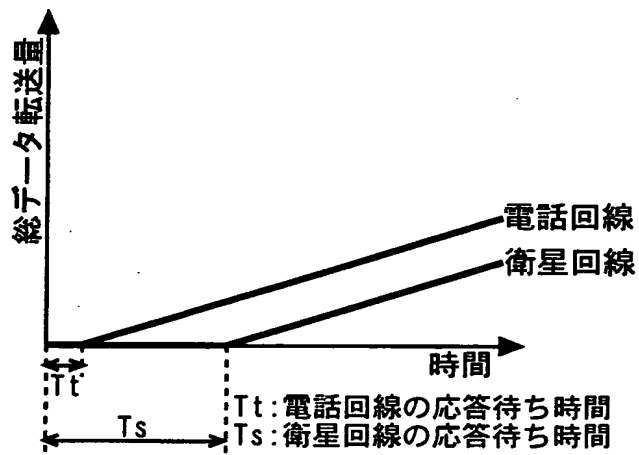 総データ転送量
電話回線
衛星回線
時間
Tt
Ts
Tt:電話回線の応答待ち時間
Ts:衛星回線の応答待ち時間